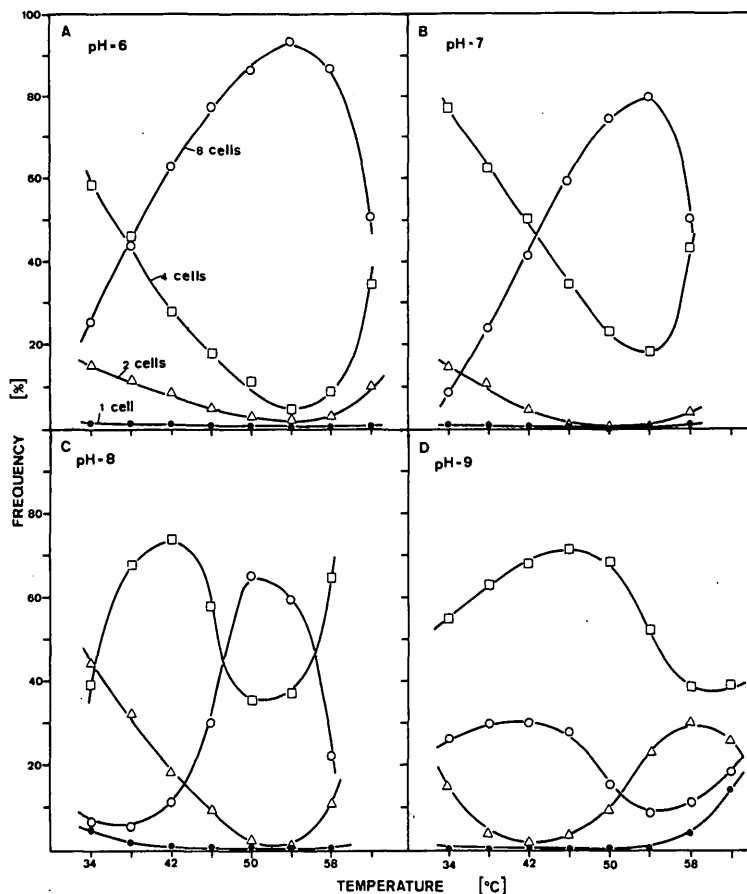 100
80
60
40
20
[%]
A
pH=6
8 cells
4 cells
2 cells
1 cell
B
pH=7
FREQUENCY
80
60
40
20
C
pH=8
D
pH=9
34 42 50 58 34 42 50 58
TEMPERATURE [°C]